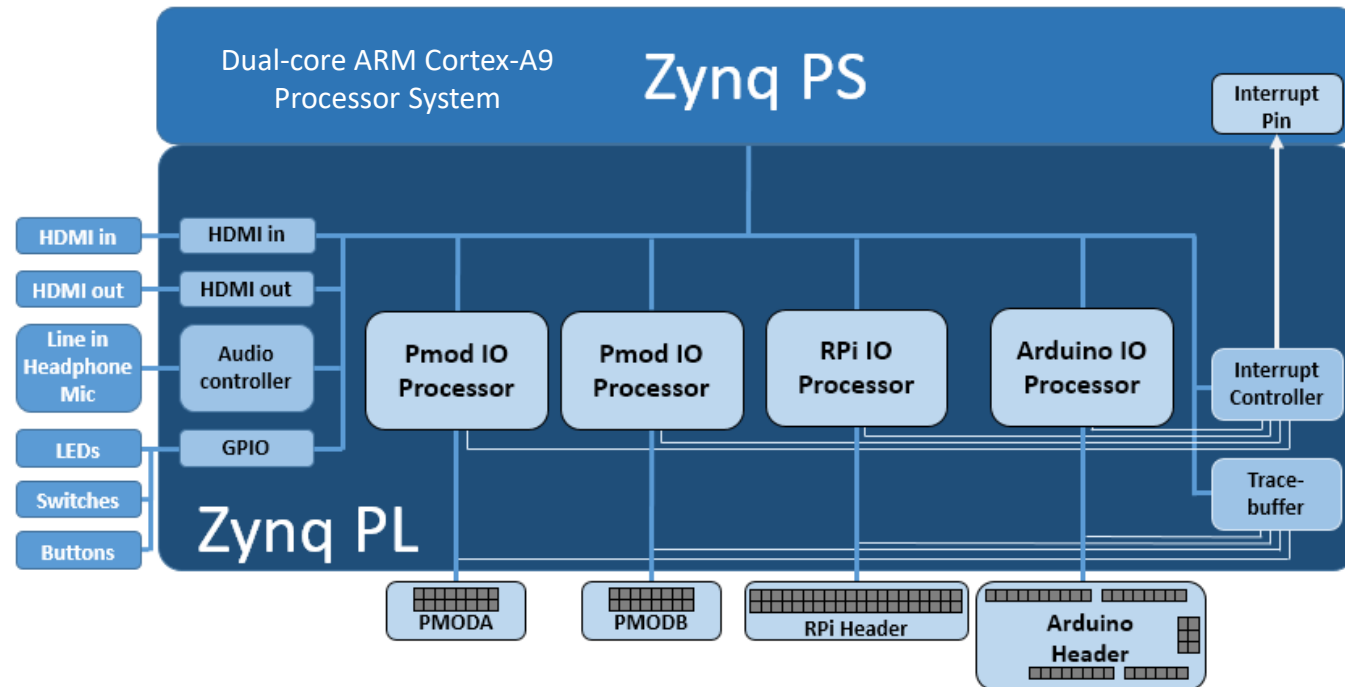 Dual-core ARM Cortex-A9
Processor System
Zynq PS
Interrupt
Pin
HDMI in
HDMI in
HDMI out
HDMI out
Line in
Headphone
Mic
Audio
controller
Pmod IO
Processor
Pmod IO
Processor
RPi IO
Processor
Arduino IO
Processor
Interrupt
Controller
LEDs
GPIO
Switches
Buttons
Zynq PL
Trace-
buffer
PMODA
PMODB
RPi Header
Arduino
Header